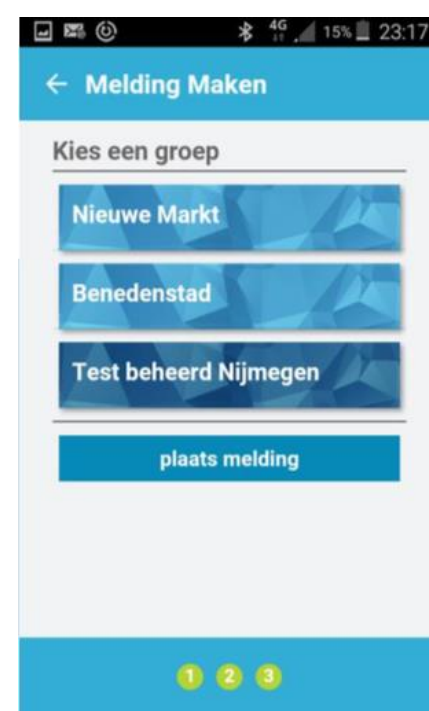 4G 15% 23:17
Melding Maken
Kies een groep
Nieuwe Markt
Benedenstad
Test beheerd Nijmegen
plaats melding
1 2 3